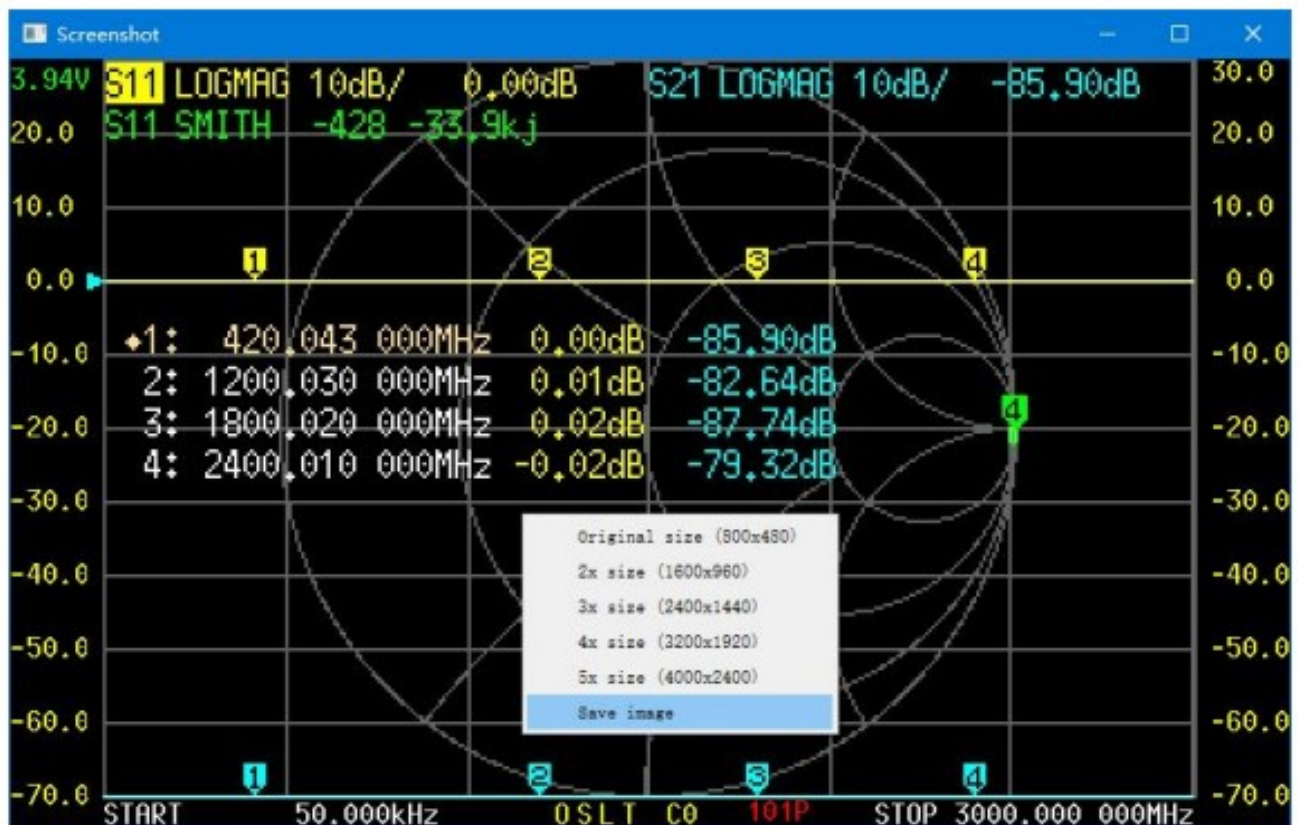 Screenshot
3.94V S11 LOGMAG 10dB/ 0.00dB S21 LOGMAG 10dB/ -85.90dB 30.0
20.0 S11 SMITH -428 -33.9kj 20.0
10.0 10.0
1 2 3 4
0.0 0.0
1: 420.043 000MHz 0.00dB -85.90dB
-10.0 -10.0
2: 1200.030 000MHz 0.01dB -82.64dB
3: 1800.020 000MHz 0.02dB -87.74dB 4
-20.0 -20.0
4: 2400.010 000MHz -0.02dB -79.32dB
-30.0 -30.0
Original size (800x480)
2x size (1600x960)
-40.0 -40.0
3x size (2400x1440)
4x size (3200x1920)
-50.0 -50.0
5x size (4000x2400)
Save image
-60.0 -60.0
1 2 3 4
-70.0 -70.0
START 50.000kHz OSLT C0 101P STOP 3000.000 000MHz